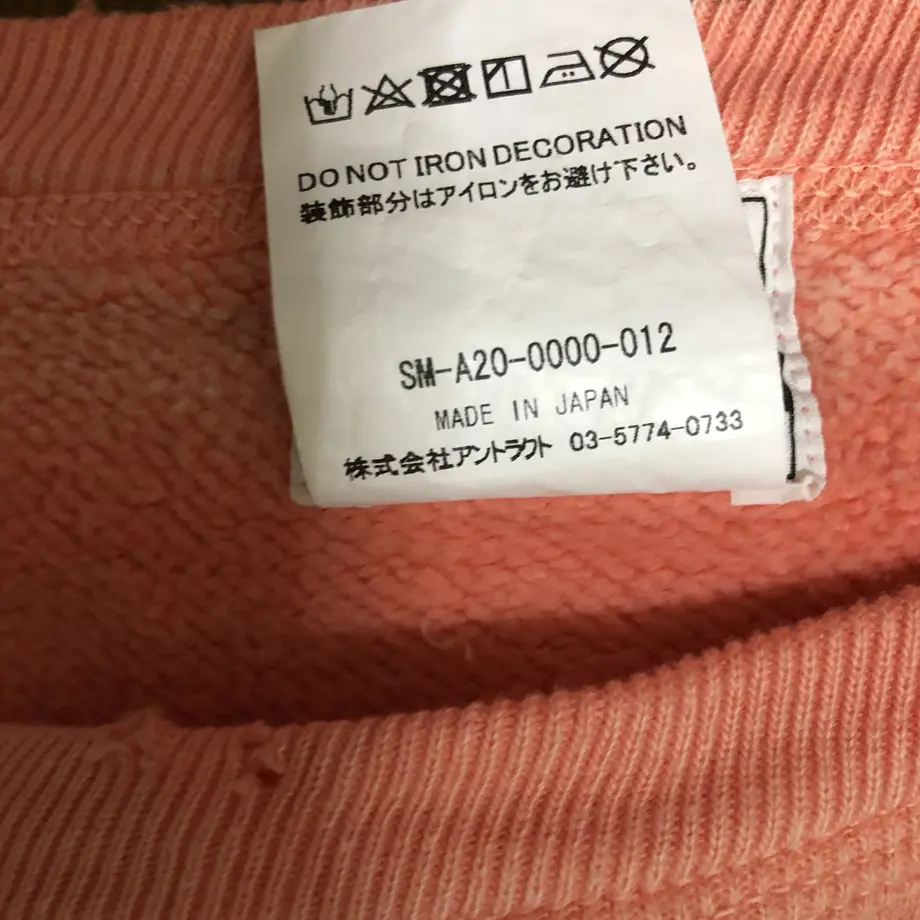 DO NOT IRON DECORATION
装飾部分はアイロンをお避け下さい。
SM-A20-0000-012
MADE IN JAPAN
株式会社アントラクト 03-5774-0733